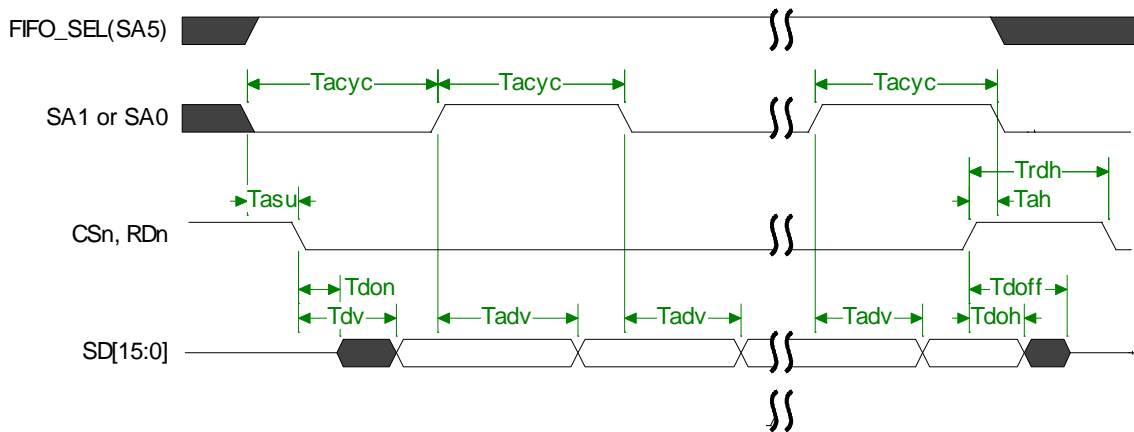 FIFO_SEL(SA5)
Tacyc Tacyc Tacyc
SA1 or SA0
Trdh
Tasu Tah
CSn, RDn
Tdon Tdoff
Tdv Tadv Tadv Tadv Tdoh
SD[15:0]